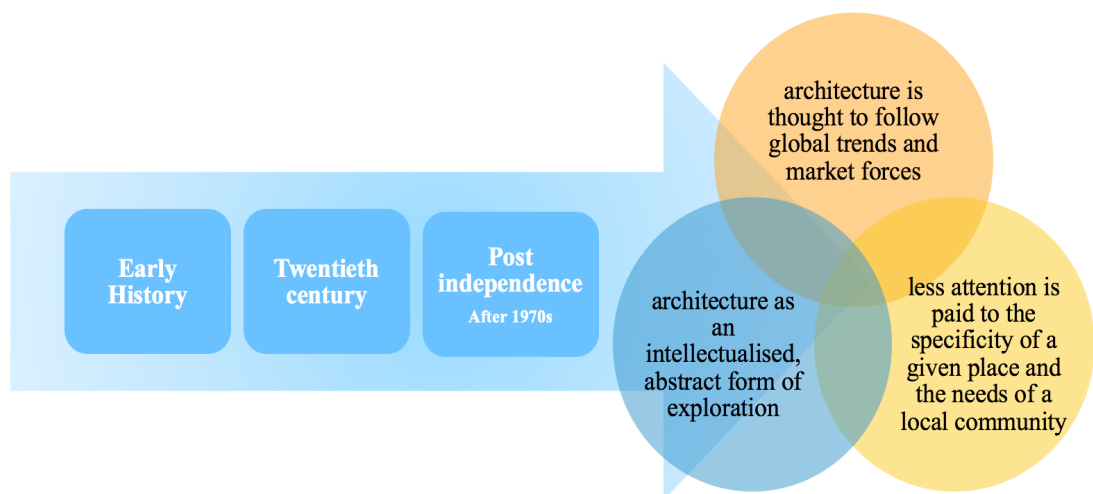 Early
History
Twentieth
century
Post
independence
After 1970s
architecture is
thought to follow
global trends and
market forces
architecture as
an
intellectualised,
abstract form of
exploration
less attention is
paid to the
specificity of a
given place and
the needs of a
local community